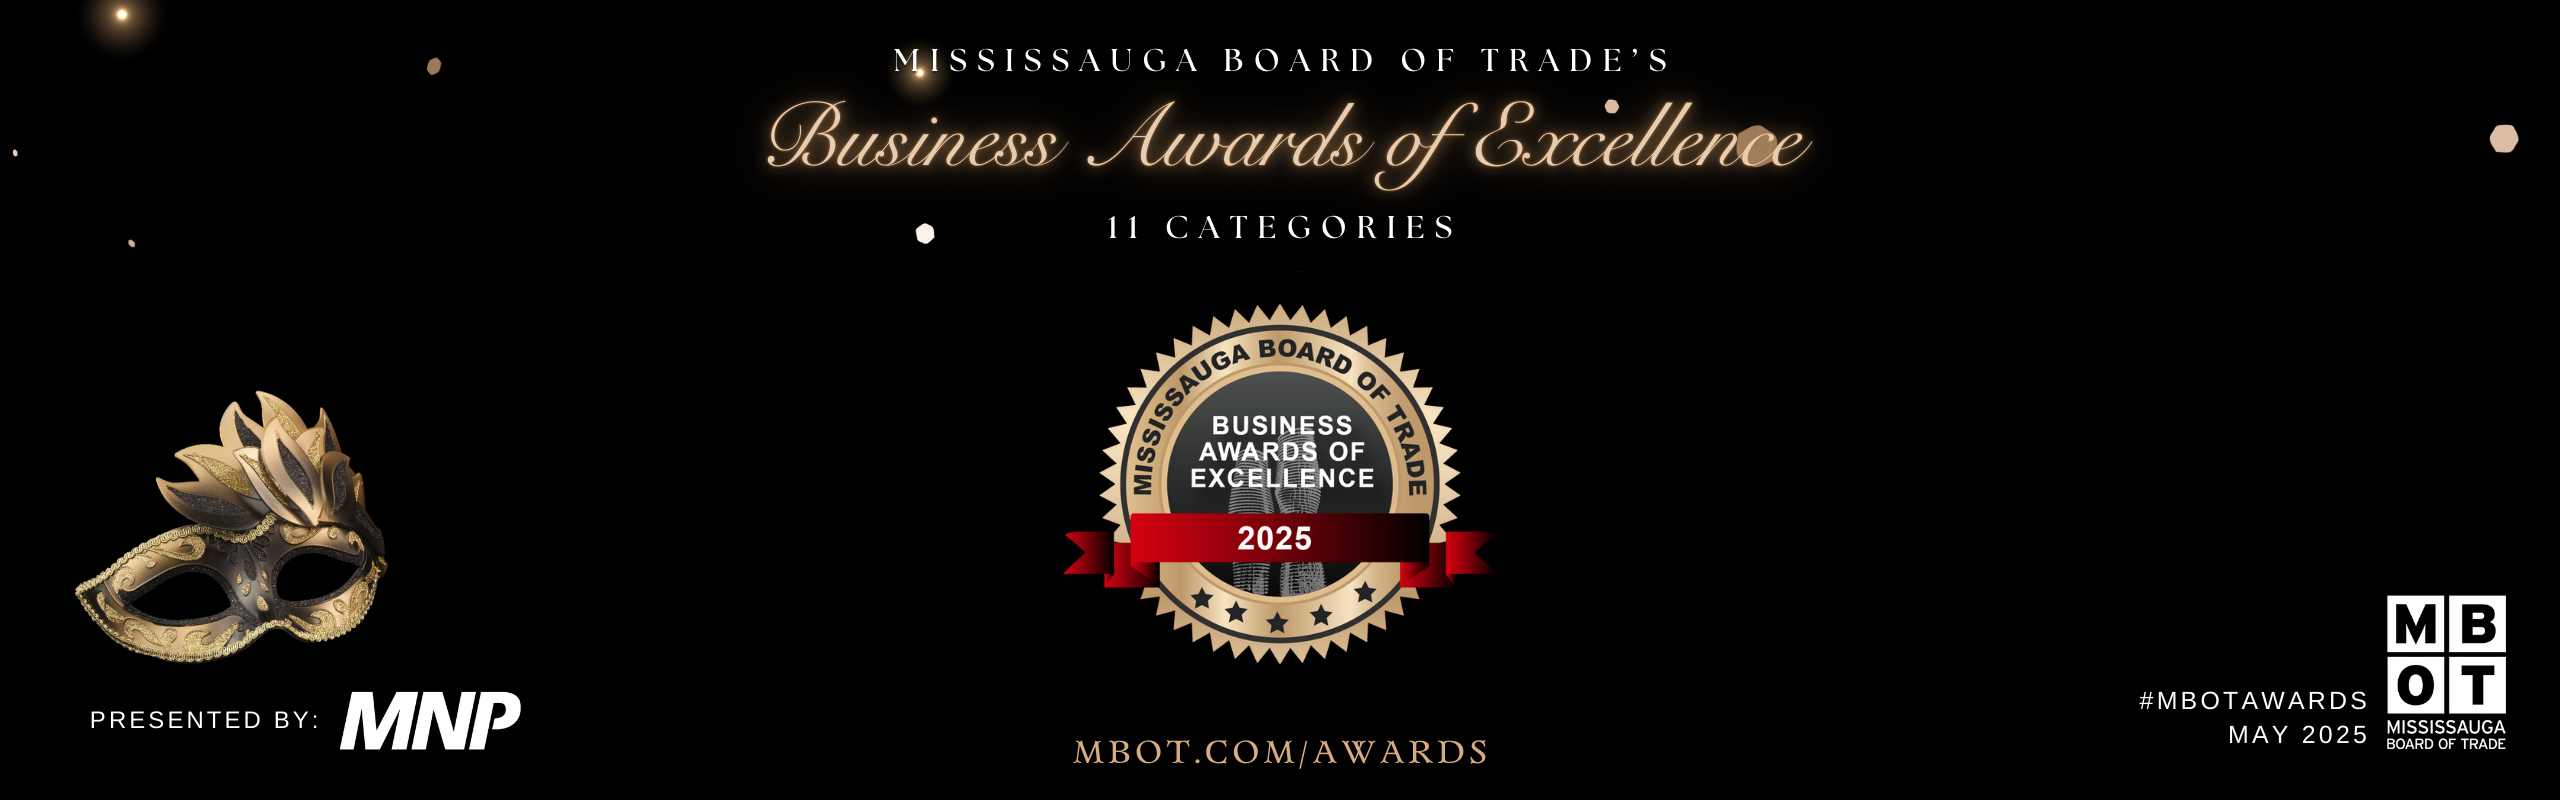 MISSISSAUGA BOARD OF TRADE’S
Business Awards of Excellence
11 CATEGORIES
MISSISSAUGA BOARD OF TRADE
BUSINESS
AWARDS OF
EXCELLENCE
2025
PRESENTED BY: MNP
MBOT.COM/AWARDS
#MBOTAWARDS
MAY 2025
MB
OT
MISSISSAUGA
BOARD OF TRADE